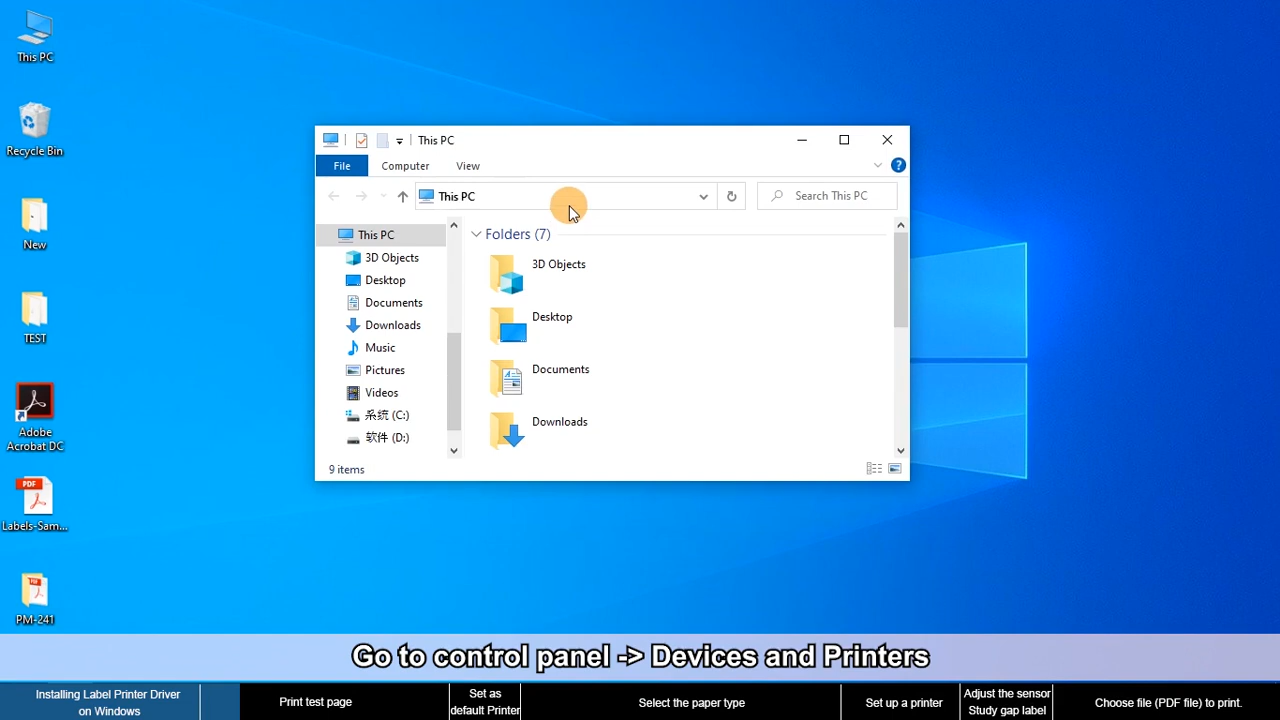 This PC
Recycle Bin
New
TEST
Adobe
Acrobat DC
PDF
Labels-Sam...
PM-241
This PC
File
Computer
View
This PC
Search This PC
This PC
3D Objects
Desktop
Documents
Downloads
Music
Pictures
Videos
系统 (C:)
软件 (D:)
Folders (7)
3D Objects
Desktop
Documents
Downloads
9 items
Go to control panel -> Devices and Printers
Installing Label Printer Driver
on Windows
Print test page
Set as
default Printer
Select the paper type
Set up a printer
Adjust the sensor
Study gap label
Choose file (PDF file) to print.